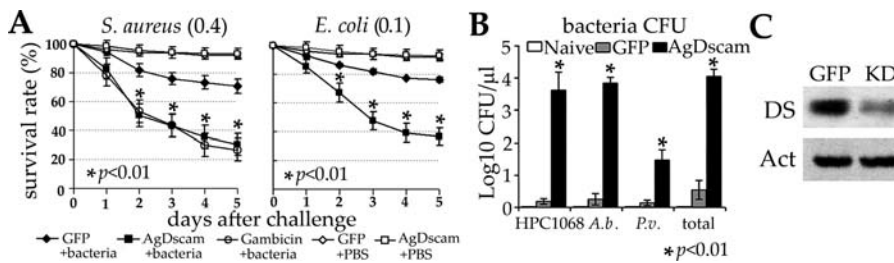 A
S. aureus (0.4)
E. coli (0.1)
survival rate (%)
100
80
60
40
20
*p<0.01
*p<0.01
0 1 2 3 4 5
0 1 2 3 4 5
days after challenge
GFP +bacteria
AgDscam +bacteria
Gambicin +bacteria
GFP +PBS
AgDscam +PBS
B
bacteria CFU
Naive GFP AgDscam
Log10 CFU/µl
5
4
3
2
1
0
HPC1068 A.b. P.v. total
*p<0.01
C
GFP KD
DS
Act